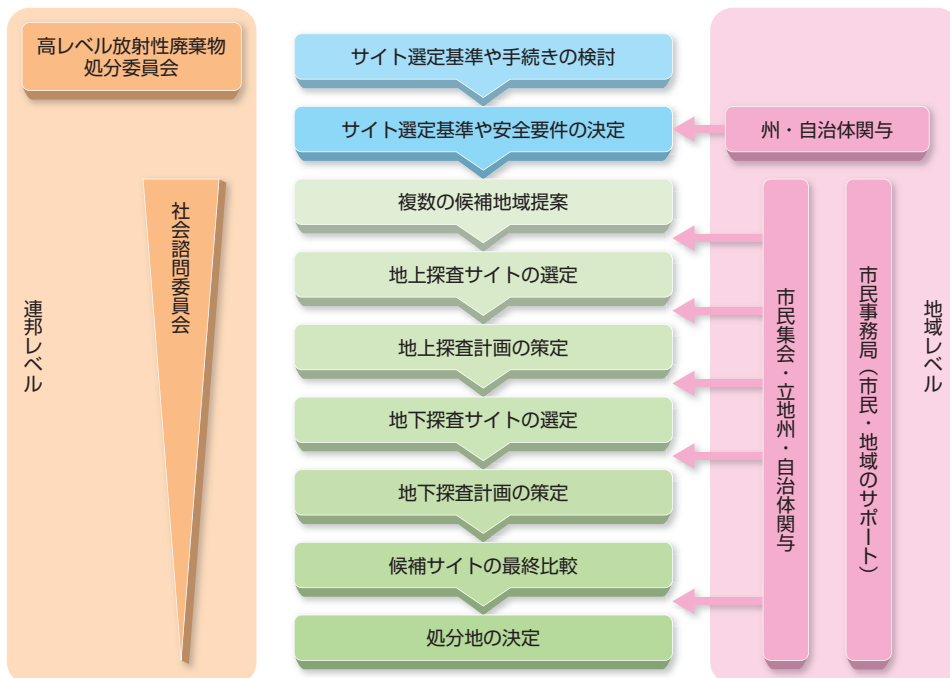 高レベル放射性廃棄物
処分委員会
社会諮問委員会
連邦レベル
サイト選定基準や手続きの検討
サイト選定基準や安全要件の決定
複数の候補地域提案
地上探査サイトの選定
地上探査計画の策定
地下探査サイトの選定
地下探査計画の策定
候補サイトの最終比較
処分地の決定
州・自治体関与
市民集会・立地州・自治体関与
市民事務局（市民・地域のサポート）
地域レベル